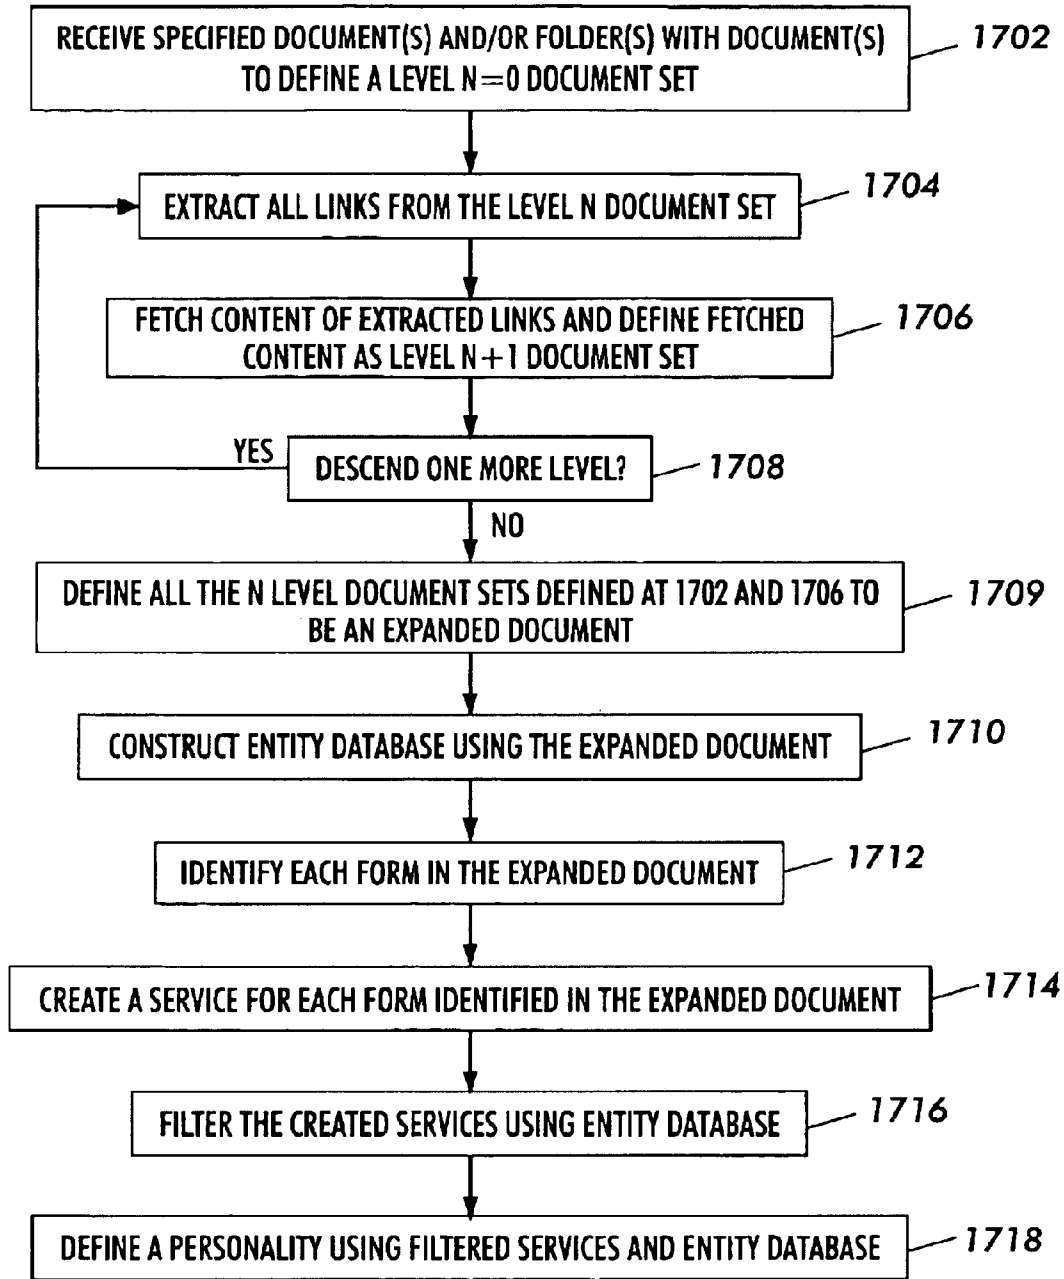 RECEIVE SPECIFIED DOCUMENT(S) AND/OR FOLDER(S) WITH DOCUMENT(S)
TO DEFINE A LEVEL N=0 DOCUMENT SET
1702
EXTRACT ALL LINKS FROM THE LEVEL N DOCUMENT SET
1704
FETCH CONTENT OF EXTRACTED LINKS AND DEFINE FETCHED
CONTENT AS LEVEL N+1 DOCUMENT SET
1706
YES
DESCEND ONE MORE LEVEL?
1708
NO
DEFINE ALL THE N LEVEL DOCUMENT SETS DEFINED AT 1702 AND 1706 TO
BE AN EXPANDED DOCUMENT
1709
CONSTRUCT ENTITY DATABASE USING THE EXPANDED DOCUMENT
1710
IDENTIFY EACH FORM IN THE EXPANDED DOCUMENT
1712
CREATE A SERVICE FOR EACH FORM IDENTIFIED IN THE EXPANDED DOCUMENT
1714
FILTER THE CREATED SERVICES USING ENTITY DATABASE
1716
DEFINE A PERSONALITY USING FILTERED SERVICES AND ENTITY DATABASE
1718